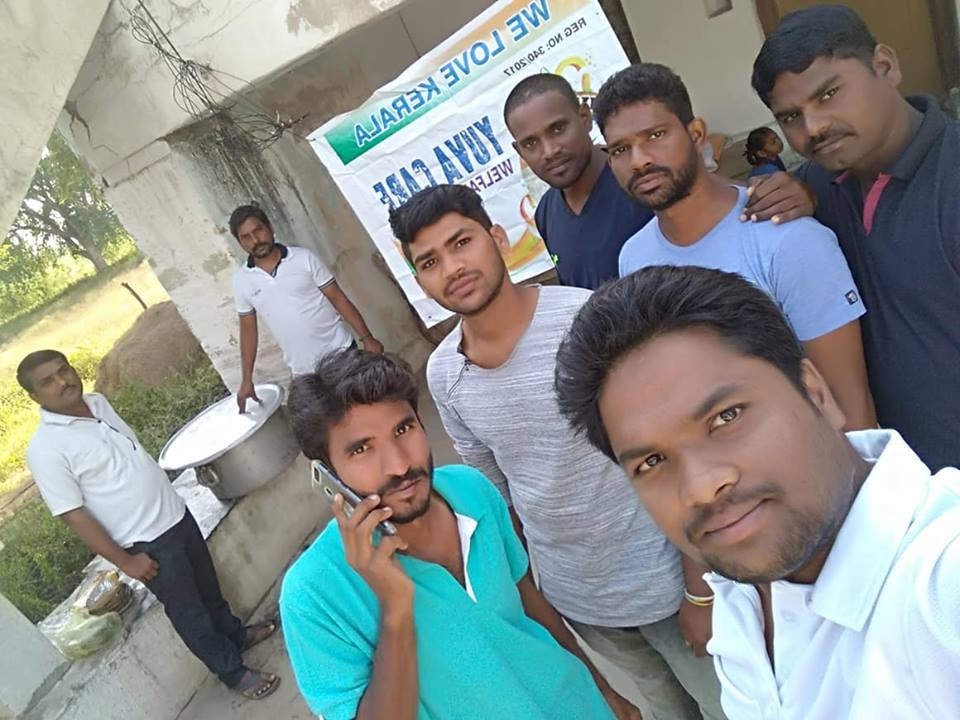 WE LOVE KERALA
REG NO: 340/2017
YUVA CARE
WELFA